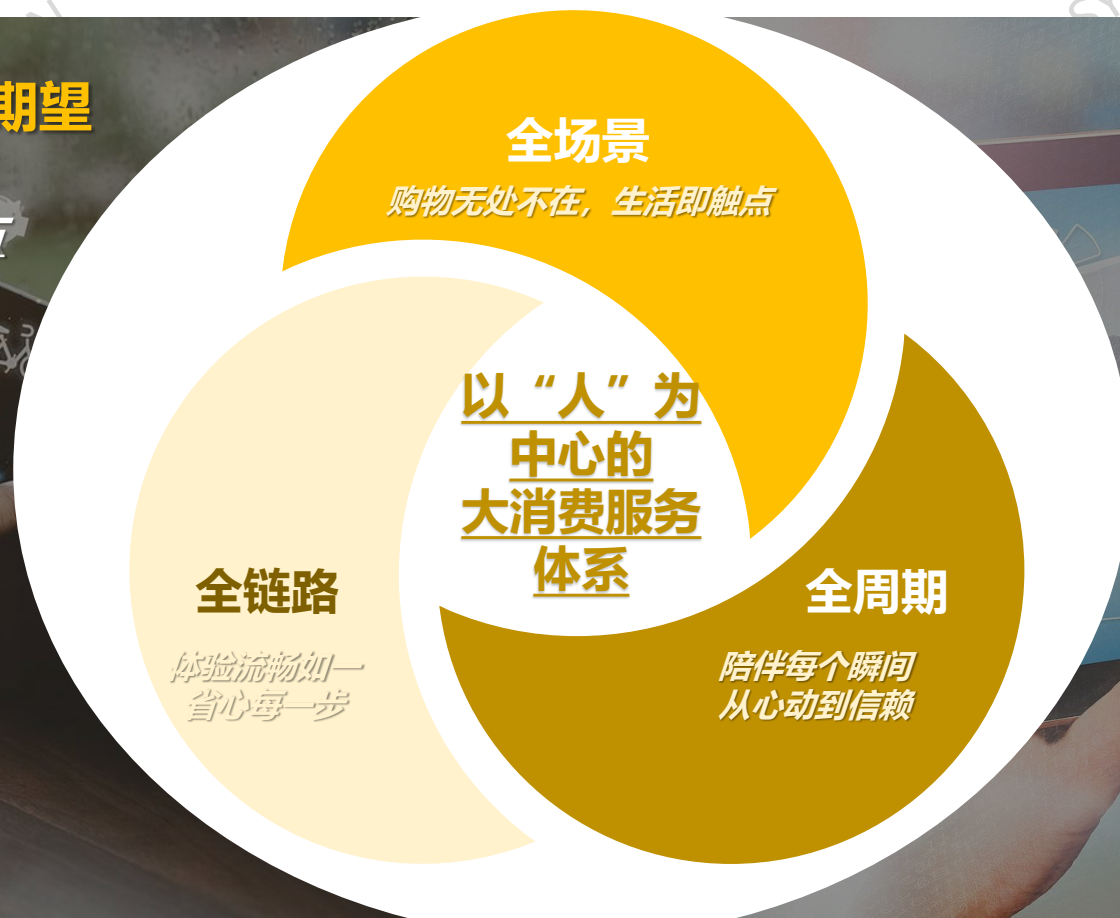 期望
全场景
购物无处不在，生活即触点
以“人”为
中心的
大消费服务
体系
全链路
体验流畅如一
省心每一步
全周期
陪伴每个瞬间
从心动到信赖